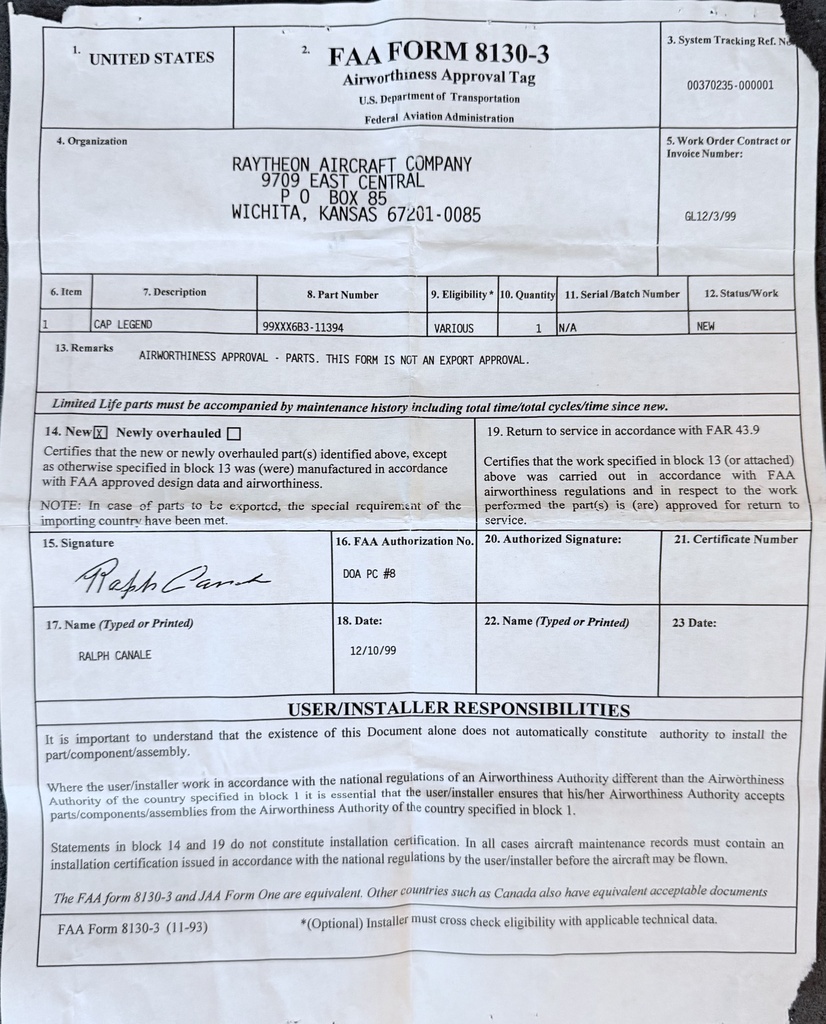 1. UNITED STATES
2. FAA FORM 8130-3
Airworthiness Approval Tag
U.S. Department of Transportation
Federal Aviation Administration
3. System Tracking Ref.
00370235-000001
4. Organization
RAYTHEON AIRCRAFT COMPANY
9709 EAST CENTRAL
P O BOX 85
WICHITA, KANSAS 67201-0085
5. Work Order Contract or
Invoice Number:
GL12/3/99
6. Item 7. Description 8. Part Number 9. Eligibility * 10. Quantity 11. Serial/Batch Number 12. Status/Work
1 CAP LEGEND 99XXX6B3-11394 VARIOUS 1 N/A NEW
13. Remarks AIRWORTHINESS APPROVAL - PARTS. THIS FORM IS NOT AN EXPORT APPROVAL.
Limited Life parts must be accompanied by maintenance history including total time/total cycles/time since new.
14. New X Newly overhauled
Certifies that the new or newly overhauled part(s) identified above, except
as otherwise specified in block 13 was (were) manufactured in accordance
with FAA approved design data and airworthiness.
NOTE: In case of parts to be exported, the special requirement of the
importing country have been met.
19. Return to service in accordance with FAR 43.9
Certifies that the work specified in block 13 (or attached)
above was carried out in accordance with FAA
airworthiness regulations and in respect to the work
performed the part(s) is (are) approved for return to
service.
15. Signature
Ralph Canale
16. FAA Authorization No.
DOA PC #8
20. Authorized Signature:
21. Certificate Number
17. Name (Typed or Printed)
RALPH CANALE
18. Date:
12/10/99
22. Name (Typed or Printed)
23 Date:
USER/INSTALLER RESPONSIBILITIES
It is important to understand that the existence of this Document alone does not automatically constitute authority to install the
part/component/assembly.
Where the user/installer work in accordance with the national regulations of an Airworthiness Authority different than the Airworthiness
Authority of the country specified in block 1 it is essential that the user/installer ensures that his/her Airworthiness Authority accepts
parts/components/assemblies from the Airworthiness Authority of the country specified in block 1.
Statements in block 14 and 19 do not constitute installation certification. In all cases aircraft maintenance records must contain an
installation certification issued in accordance with the national regulations by the user/installer before the aircraft may be flown.
The FAA form 8130-3 and JAA Form One are equivalent. Other countries such as Canada also have equivalent acceptable documents
FAA Form 8130-3 (11-93) *(Optional) Installer must cross check eligibility with applicable technical data.